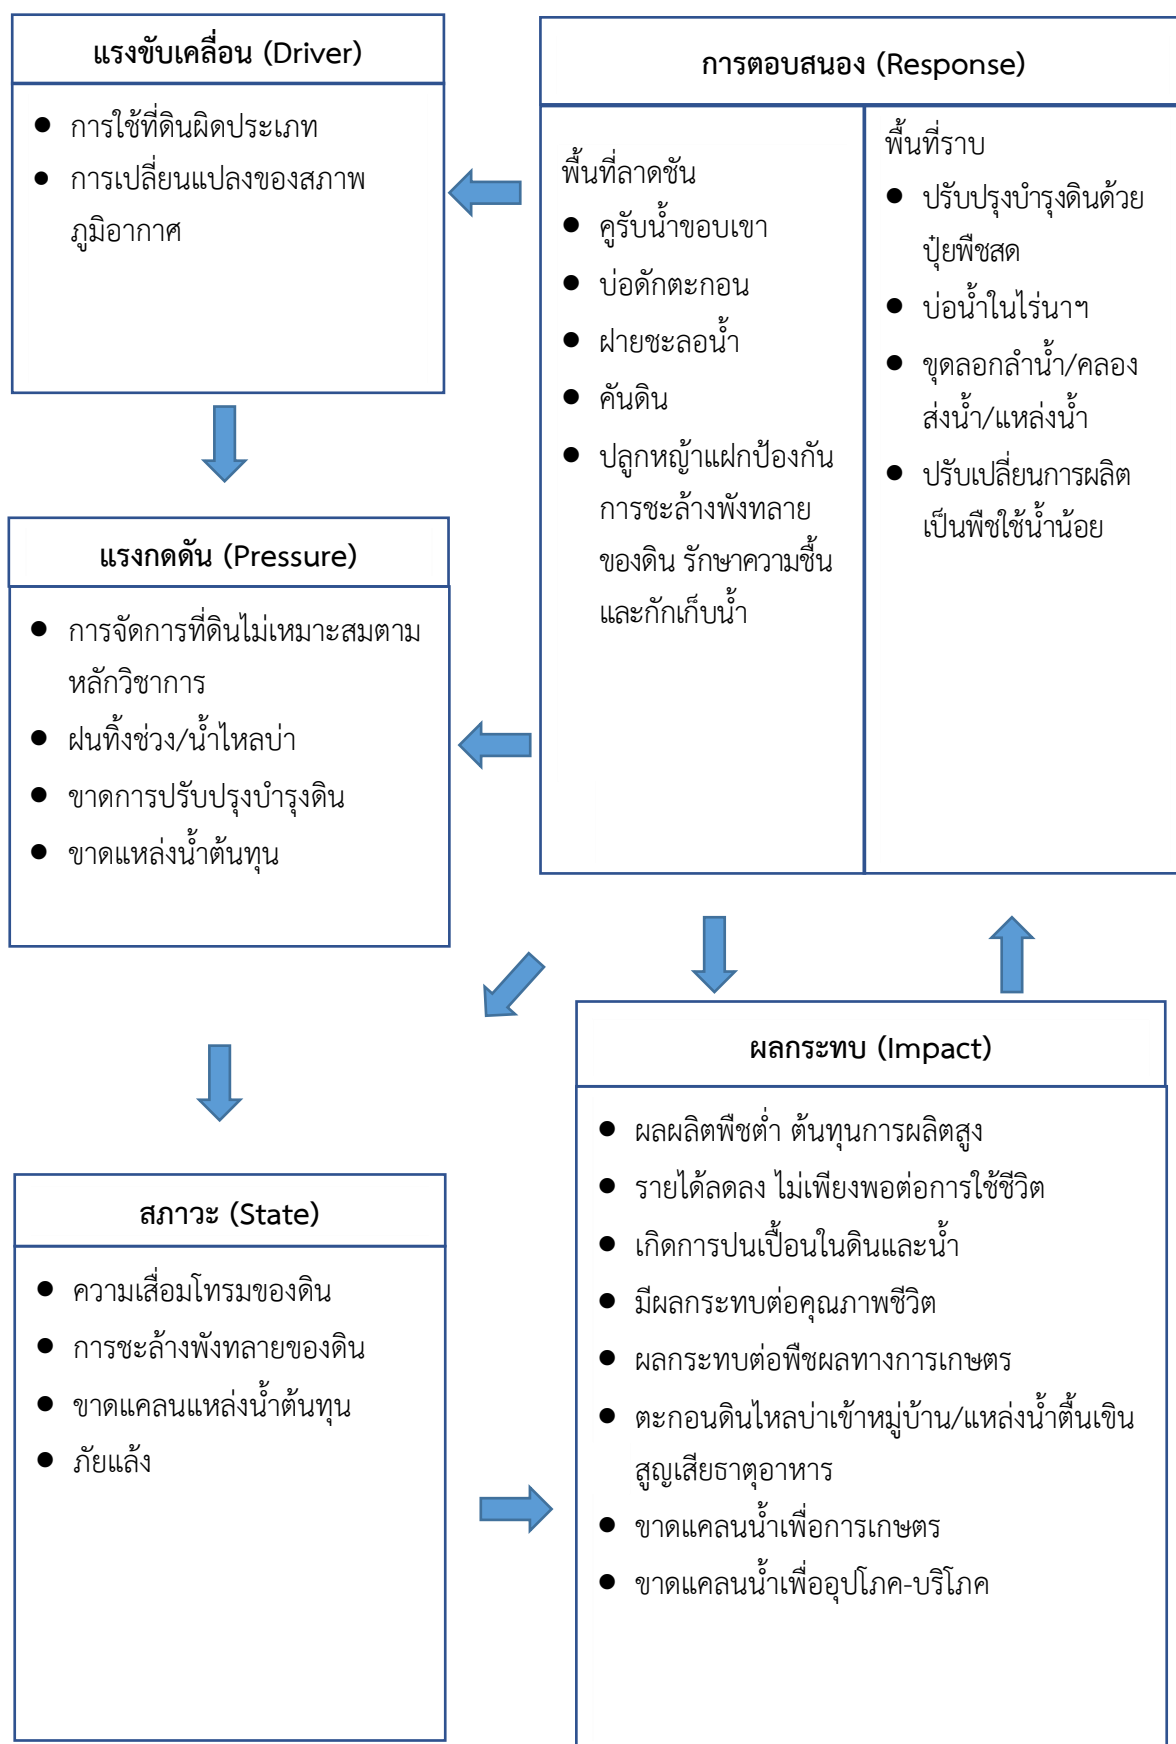 แรงขับเคลื่อน (Driver)
● การใช้ที่ดินผิดประเภท
● การเปลี่ยนแปลงของสภาพ
ภูมิอากาศ
การตอบสนอง (Response)
พื้นที่ลาดชัน
● คูรับน้ำขอบเขา
● บ่อดักตะกอน
● ฝายชะลอน้ำ
● คันดิน
● ปลูกหญ้าแฝกป้องกัน
การชะล้างพังทลาย
ของดิน รักษาความชื้น
และกักเก็บน้ำ
พื้นที่ราบ
● ปรับปรุงบำรุงดินด้วย
ปุ๋ยพืชสด
● บ่อน้ำในไร่นาฯ
● ขุดลอกลำน้ำ/คลอง
ส่งน้ำ/แหล่งน้ำ
● ปรับเปลี่ยนการผลิต
เป็นพืชใช้น้ำน้อย
แรงกดดัน (Pressure)
● การจัดการที่ดินไม่เหมาะสมตาม
หลักวิชาการ
● ฝนทิ้งช่วง/น้ำไหลบ่า
● ขาดการปรับปรุงบำรุงดิน
● ขาดแหล่งน้ำต้นทุน
สภาวะ (State)
● ความเสื่อมโทรมของดิน
● การชะล้างพังทลายของดิน
● ขาดแคลนแหล่งน้ำต้นทุน
● ภัยแล้ง
ผลกระทบ (Impact)
● ผลผลิตพืชต่ำ ต้นทุนการผลิตสูง
● รายได้ลดลง ไม่เพียงพอต่อการใช้ชีวิต
● เกิดการปนเปื้อนในดินและน้ำ
● มีผลกระทบต่อคุณภาพชีวิต
● ผลกระทบต่อพืชผลทางการเกษตร
● ตะกอนดินไหลบ่าเข้าหมู่บ้าน/แหล่งน้ำตื้นเขิน
สูญเสียธาตุอาหาร
● ขาดแคลนน้ำเพื่อการเกษตร
● ขาดแคลนน้ำเพื่ออุปโภค-บริโภค